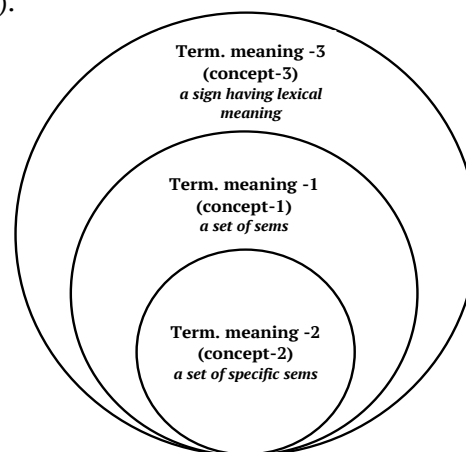 ).
Term. meaning -3
(concept-3)
a sign having lexical
meaning
Term. meaning -1
(concept-1)
a set of sems
Term. meaning -2
(concept-2)
a set of specific sems